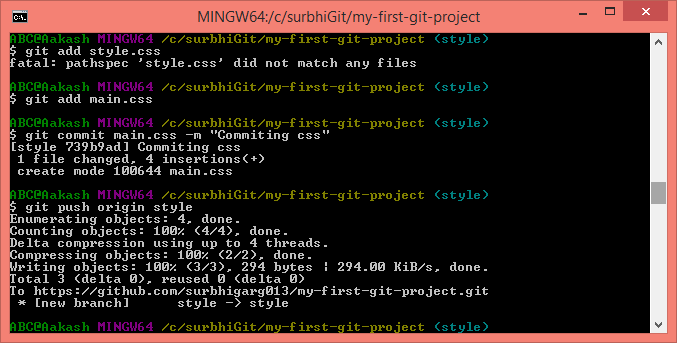 MINGW64:/c/surbhiGit/my-first-git-project
ABC@Aakash MINGW64 /c/surbhiGit/my-first-git-project (style)
$ git add style.css
fatal: pathspec 'style.css' did not match any files
ABC@Aakash MINGW64 /c/surbhiGit/my-first-git-project (style)
$ git add main.css
ABC@Aakash MINGW64 /c/surbhiGit/my-first-git-project (style)
$ git commit main.css -m "Commiting css"
[style 739b9ad] Commiting css
 1 file changed, 4 insertions(+)
 create mode 100644 main.css
ABC@Aakash MINGW64 /c/surbhiGit/my-first-git-project (style)
$ git push origin style
Enumerating objects: 4, done.
Counting objects: 100% (4/4), done.
Delta compression using up to 4 threads.
Compressing objects: 100% (2/2), done.
Writing objects: 100% (3/3), 294 bytes | 294.00 KiB/s, done.
Total 3 (delta 0), reused 0 (delta 0)
To https://github.com/surbhigarg013/my-first-git-project.git
 * [new branch]      style -> style
ABC@Aakash MINGW64 /c/surbhiGit/my-first-git-project (style)